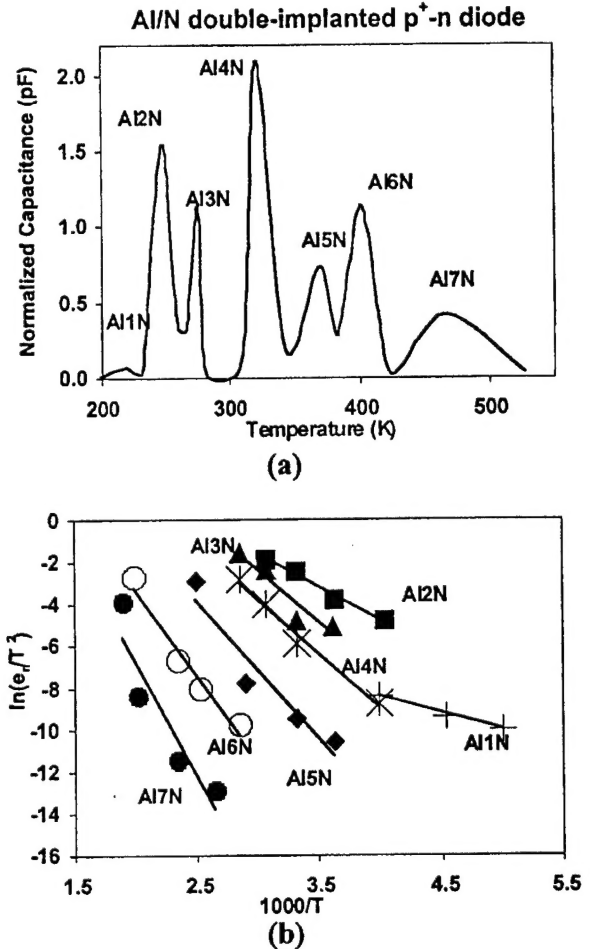 Al/N double-implanted p+-n diode
Normalized Capacitance (pF)
2.0
1.5
1.0
0.5
0.0
Al1N
Al2N
Al3N
Al4N
Al5N
Al6N
Al7N
200
300
400
500
Temperature (K)
(a)
ln(en/T2)
0
-2
-4
-6
-8
-10
-12
-14
-16
Al3N
Al2N
Al4N
Al1N
Al6N
Al5N
Al7N
1.5
2.5
3.5
4.5
5.5
1000/T
(b)